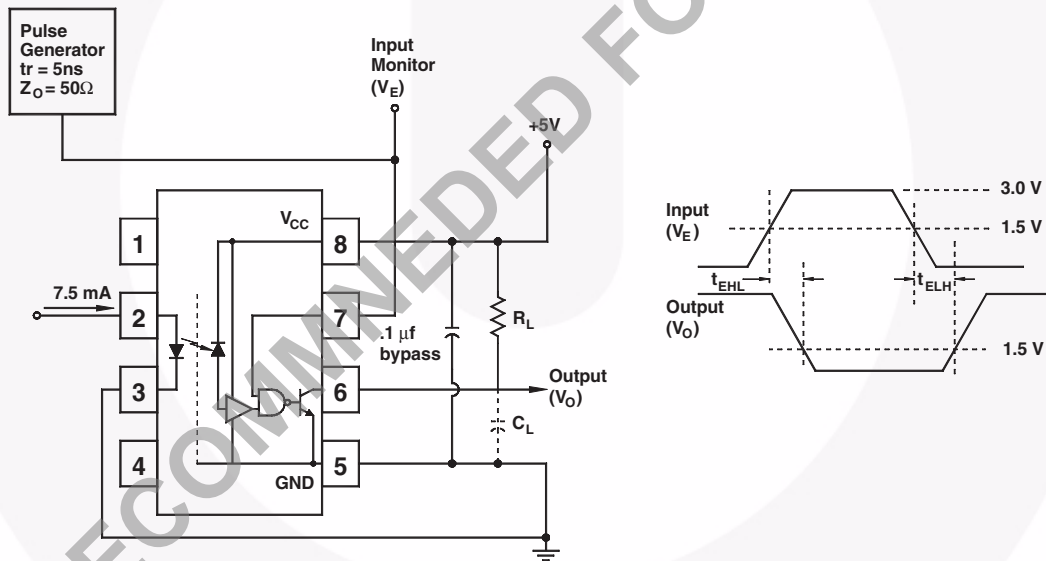 Pulse
Generator
tr = 5ns
ZO = 50Ω
Input
Monitor
(VE)
+5V
1
2
3
4
VCC
8
7
6
5
GND
7.5 mA
.1 μf
bypass
RL
CL
Output
(VO)
Input
(VE)
3.0 V
1.5 V
tEHL
tELH
Output
(VO)
1.5 V
ECOMMNEDED FO